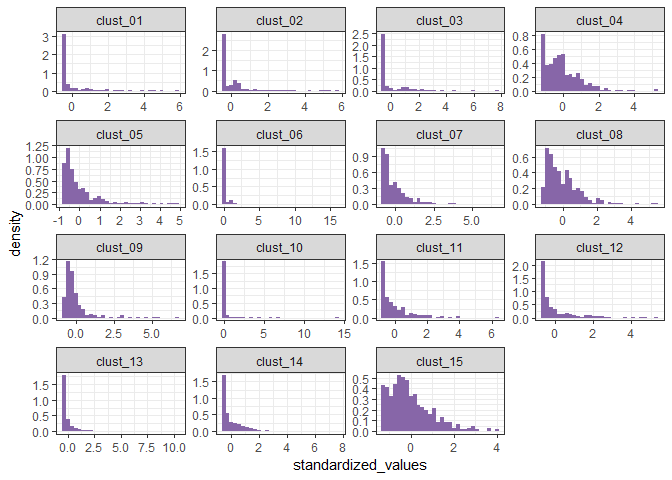 clust_01 clust_02 clust_03 clust_04
3 2 1 0 0 2 4 6
2 1 0 0 2 4 6
2.5 2.0 1.5 1.0 0.5 0.0 0 2 4 6 8
0.8 0.6 0.4 0.2 0.0 0 2 4
clust_05 clust_06 clust_07 clust_08
1.25 1.00 0.75 0.50 0.25 0.00 -1 0 1 2 3 4 5
1.5 1.0 0.5 0.0 0 5 10 15
1.0 0.5 0.0 0.0 2.5 5.0
0.6 0.4 0.2 0.0 0 2 4
density
clust_09 clust_10 clust_11 clust_12
1.2 0.9 0.6 0.3 0.0 0.0 2.5 5.0
1.5 1.0 0.5 0.0 0 5 10 15
1.5 1.0 0.5 0.0 0 2 4 6
2.0 1.5 1.0 0.5 0.0 0 2 4
clust_13 clust_14 clust_15
1.5 1.0 0.5 0.0 0.0 2.5 5.0 7.5 10.0
1.5 1.0 0.5 0.0 0 2 4 6 8
0.5 0.4 0.3 0.2 0.1 0.0 0 2 4
standardized_values